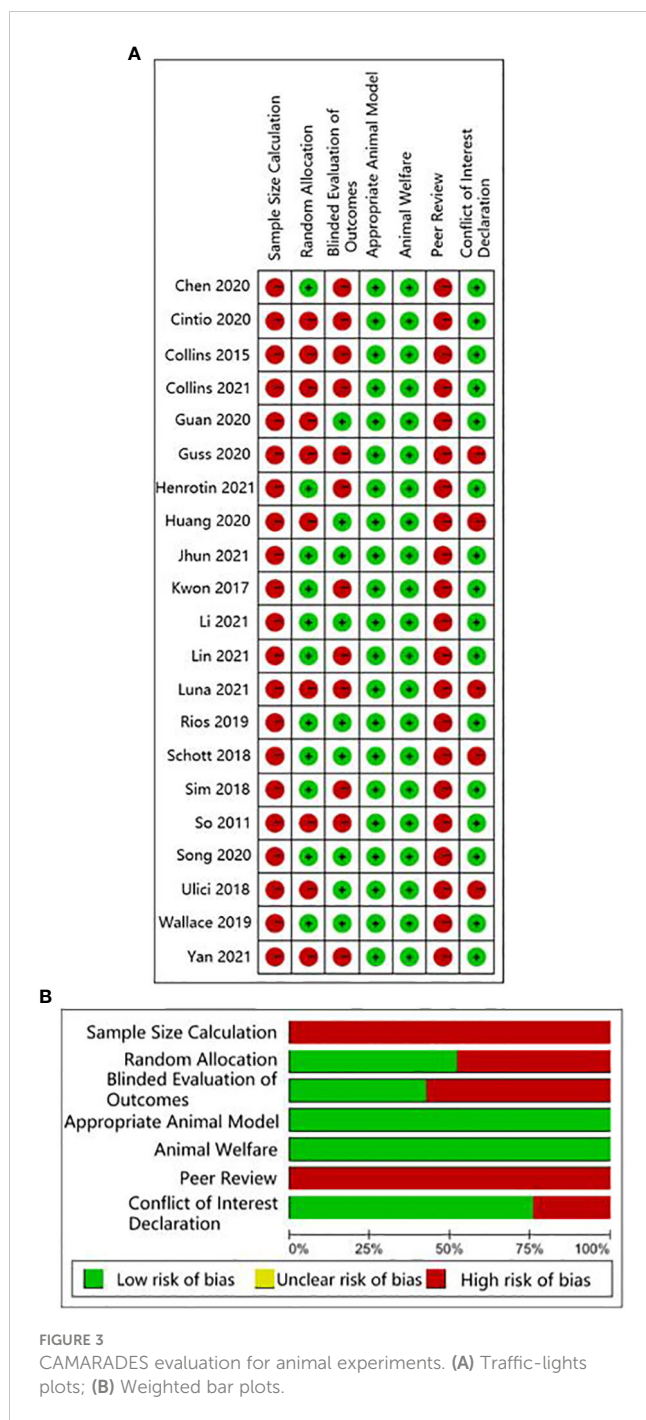 A
Sample Size Calculation
Random Allocation
Blinded Evaluation of
Outcomes
Appropriate Animal Model
Animal Welfare
Peer Review
Conflict of Interest
Declaration
Chen 2020
Cintio 2020
Collins 2015
Collins 2021
Guan 2020
Guss 2020
Henrotin 2021
Huang 2020
Jhun 2021
Kwon 2017
Li 2021
Lin 2021
Luna 2021
Rios 2019
Schott 2018
Sim 2018
So 2011
Song 2020
Ulici 2018
Wallace 2019
Yan 2021
B
Sample Size Calculation
Random Allocation
Blinded Evaluation of
Outcomes
Appropriate Animal Model
Animal Welfare
Peer Review
Conflict of Interest
Declaration
0% 25% 50% 75% 100%
Low risk of bias Unclear risk of bias High risk of bias
FIGURE 3
CAMARADES evaluation for animal experiments. (A) Traffic-lights
plots; (B) Weighted bar plots.